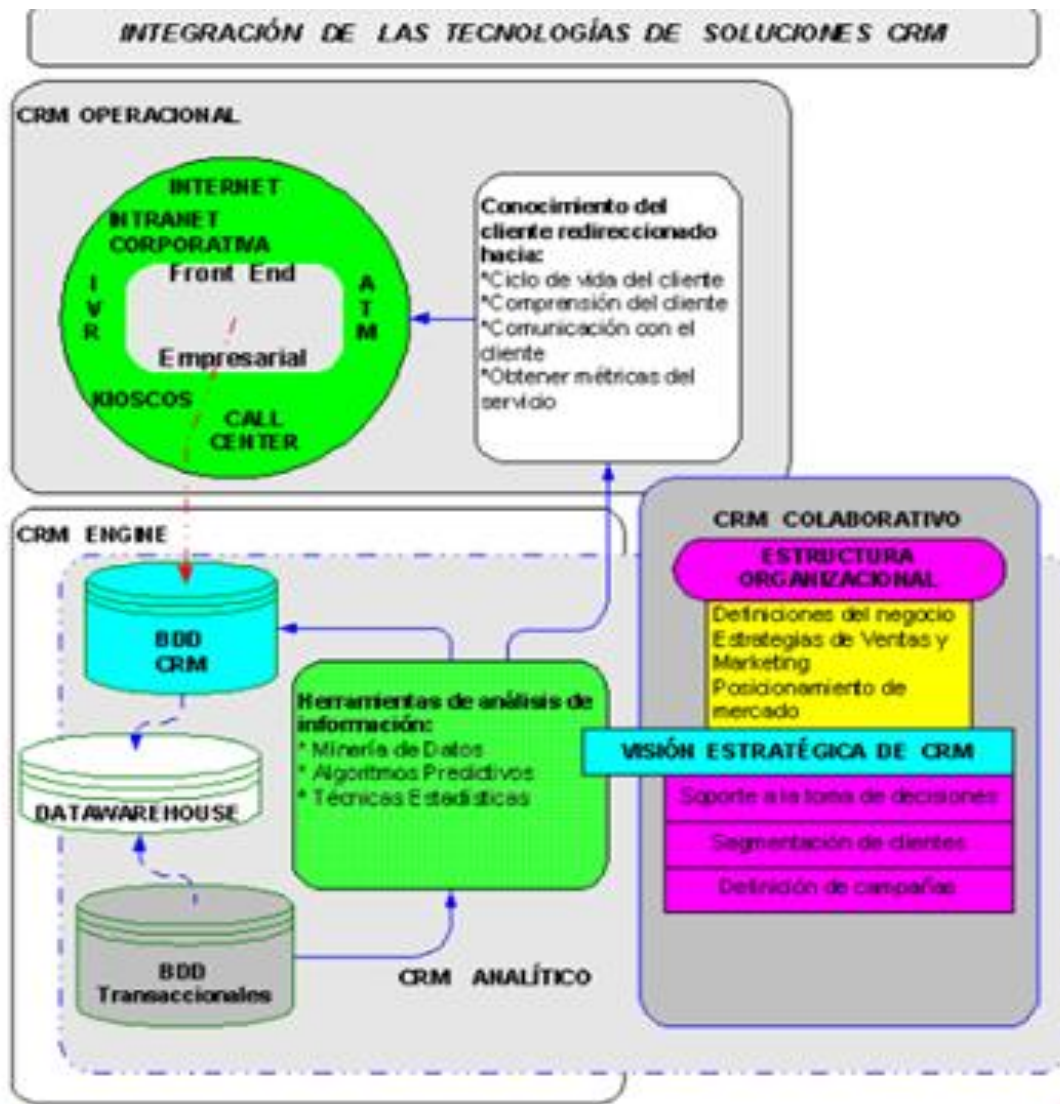 INTEGRACIÓN DE LAS TECNOLOGÍAS DE SOLUCIONES CRM
CRM OPERACIONAL
INTERNET
INTRANET
CORPORATIVA
IVR
Front End
Empresarial
ATM
KIOSCOS
CALL
CENTER
Conocimiento del
cliente redireccionado
hacia:
*Ciclo de vida del cliente
*Comprensión del cliente
*Comunicación con el
cliente
*Obtener métricas del
servicio
CRM ENGINE
BDD
CRM
DATAWAREHOUSE
BDD
Transaccionales
Herramientas de análisis de
información:
* Minería de Datos
* Algoritmos Predictivos
* Técnicas Estadísticas
CRM ANALÍTICO
CRM COLABORATIVO
ESTRUCTURA
ORGANIZACIONAL
Definiciones del negocio
Estrategias de Ventas y
Marketing
Posicionamiento de
mercado
VISIÓN ESTRATÉGICA DE CRM
Soporte a la toma de decisiones
Segmentación de clientes
Definición de campañas